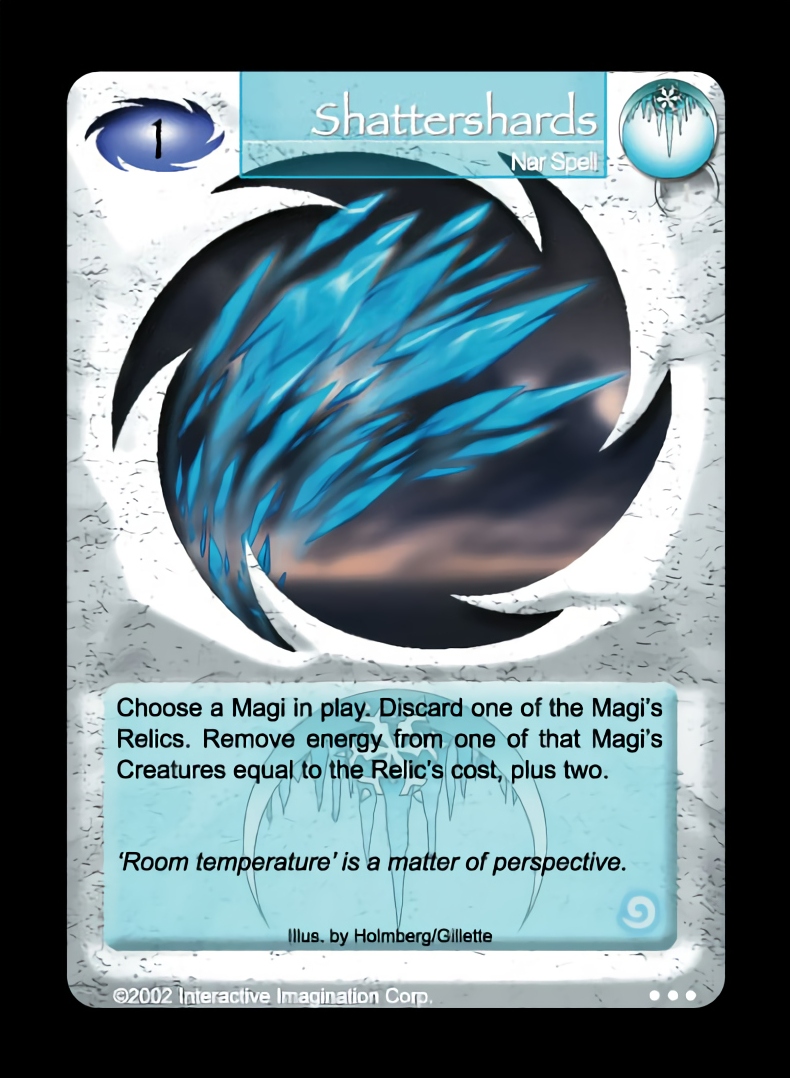 1
Shattershards
Nar Spell
Choose a Magi in play. Discard one of the Magi's
Relics. Remove energy from one of that Magi's
Creatures equal to the Relic's cost, plus two.
‘Room temperature’ is a matter of perspective.
Illus. by Holmberg/Gillette
©2002 Interactive Imagination Corp.